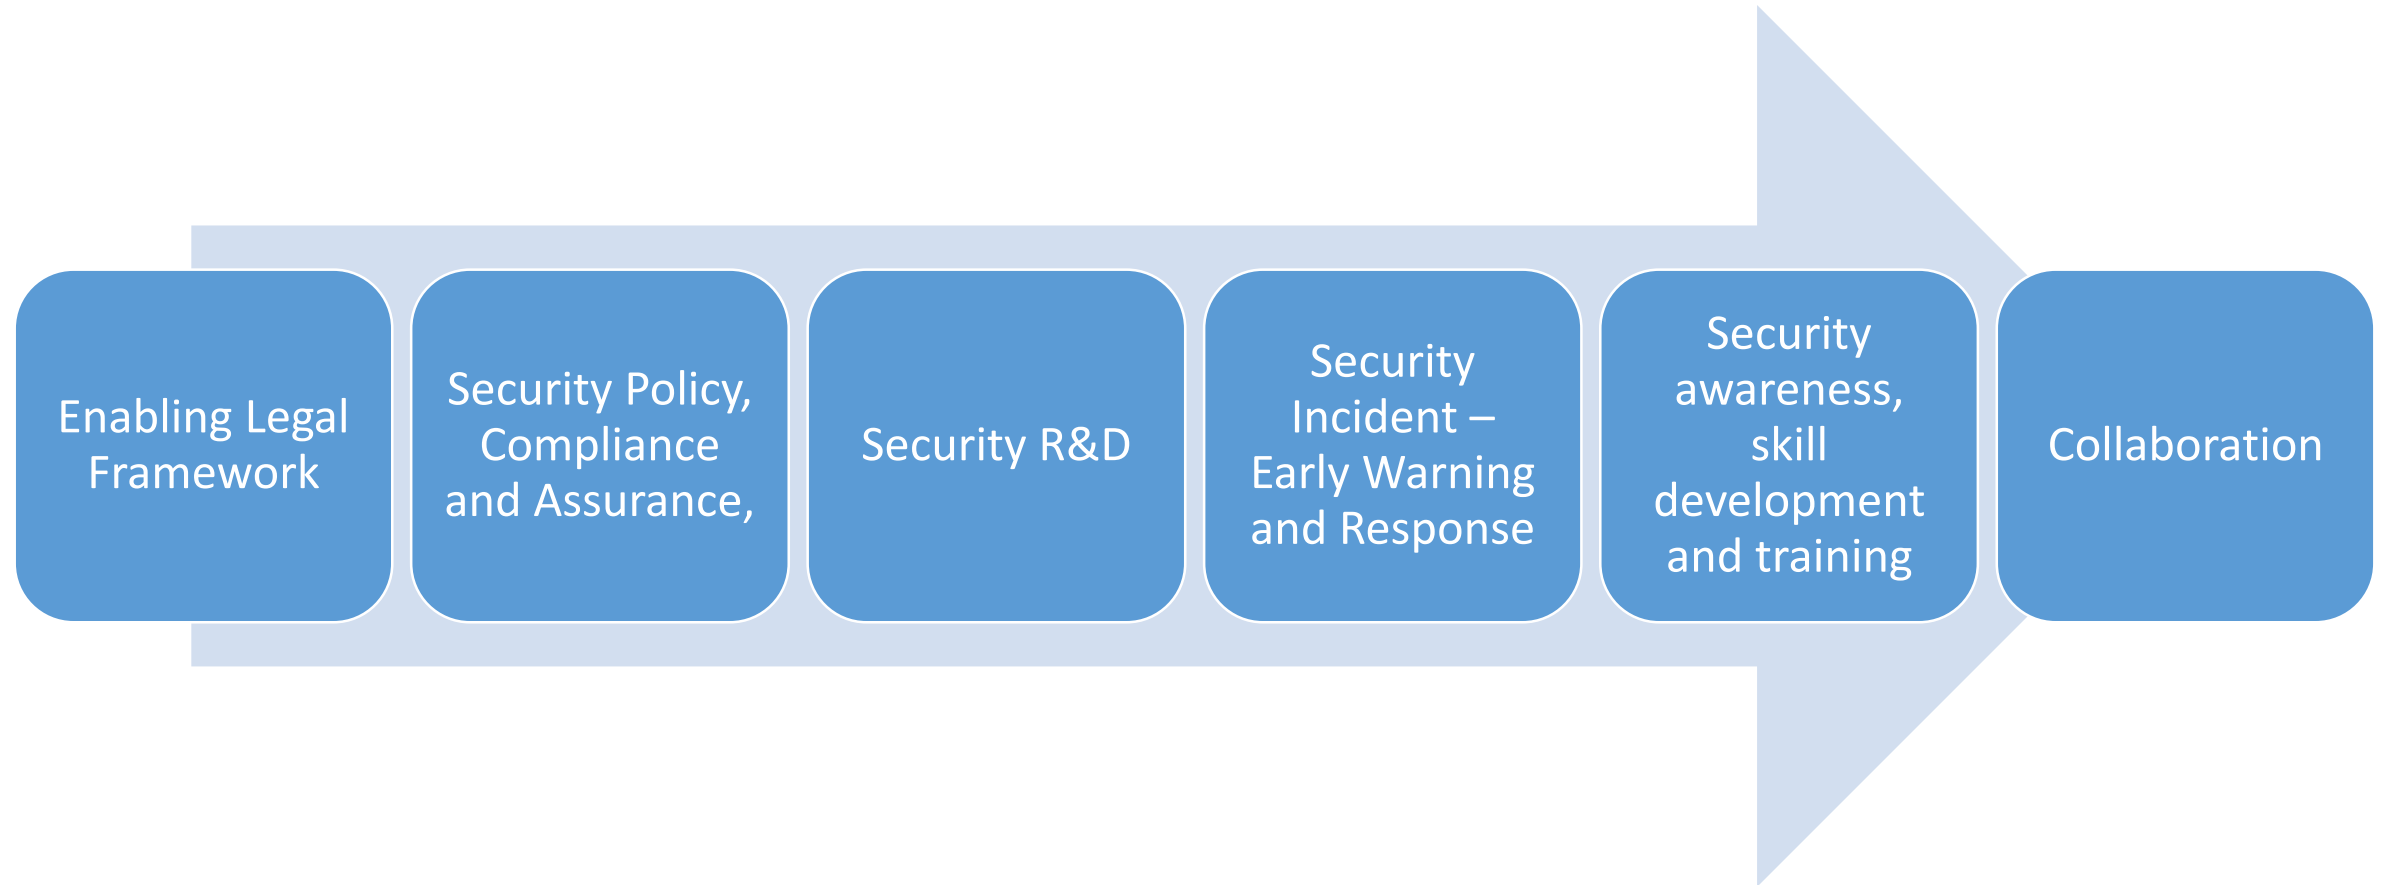 Enabling Legal
Framework
Security Policy,
Compliance
and Assurance,
Security R&D
Security
Incident –
Early Warning
and Response
Security
awareness,
skill
development
and training
Collaboration